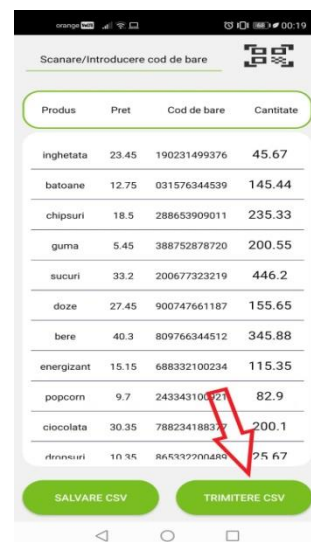 orange 00:19
Scanare/Introducere cod de bare
Produs Pret Cod de bare Cantitate
inghetata 23.45 190231499376 45.67
batoane 12.75 031576344539 145.44
chipsuri 18.5 288653909011 235.33
guma 5.45 388752878720 200.55
sucuri 33.2 200677323219 446.2
doze 27.45 900747661187 155.65
bere 40.3 809766344512 345.88
energizant 15.15 688332100234 115.35
popcorn 9.7 243343100921 82.9
ciocolata 30.35 788234188377 200.1
dronsuri 10.35 865332200489 25.67
SALVARE CSV TRIMITERE CSV